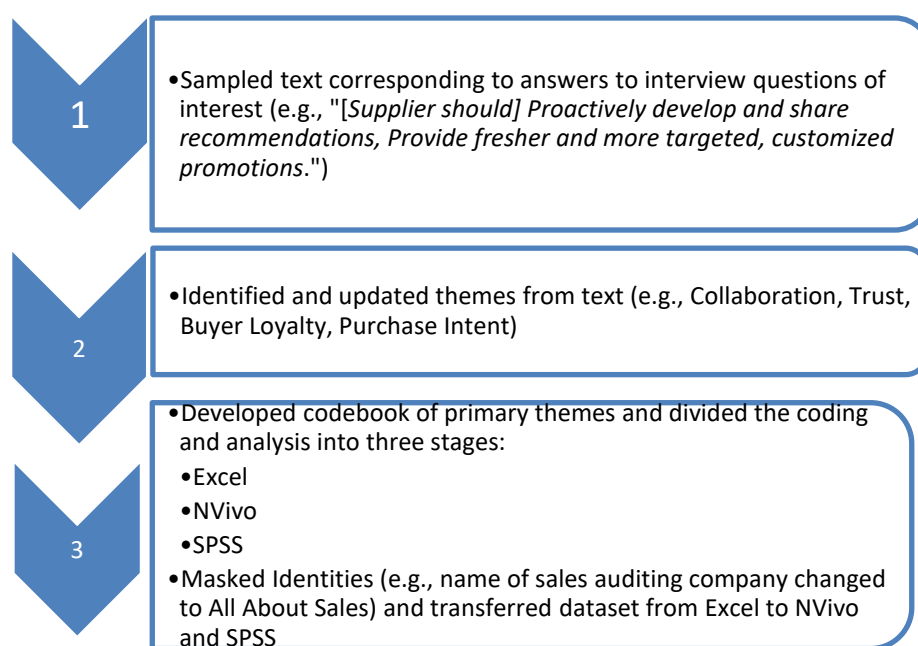 1
•Sampled text corresponding to answers to interview questions of
interest (e.g., "[Supplier should] Proactively develop and share
recommendations, Provide fresher and more targeted, customized
promotions.")
2
•Identified and updated themes from text (e.g., Collaboration, Trust,
Buyer Loyalty, Purchase Intent)
3
•Developed codebook of primary themes and divided the coding
and analysis into three stages:
•Excel
•NVivo
•SPSS
•Masked Identities (e.g., name of sales auditing company changed
to All About Sales) and transferred dataset from Excel to NVivo
and SPSS